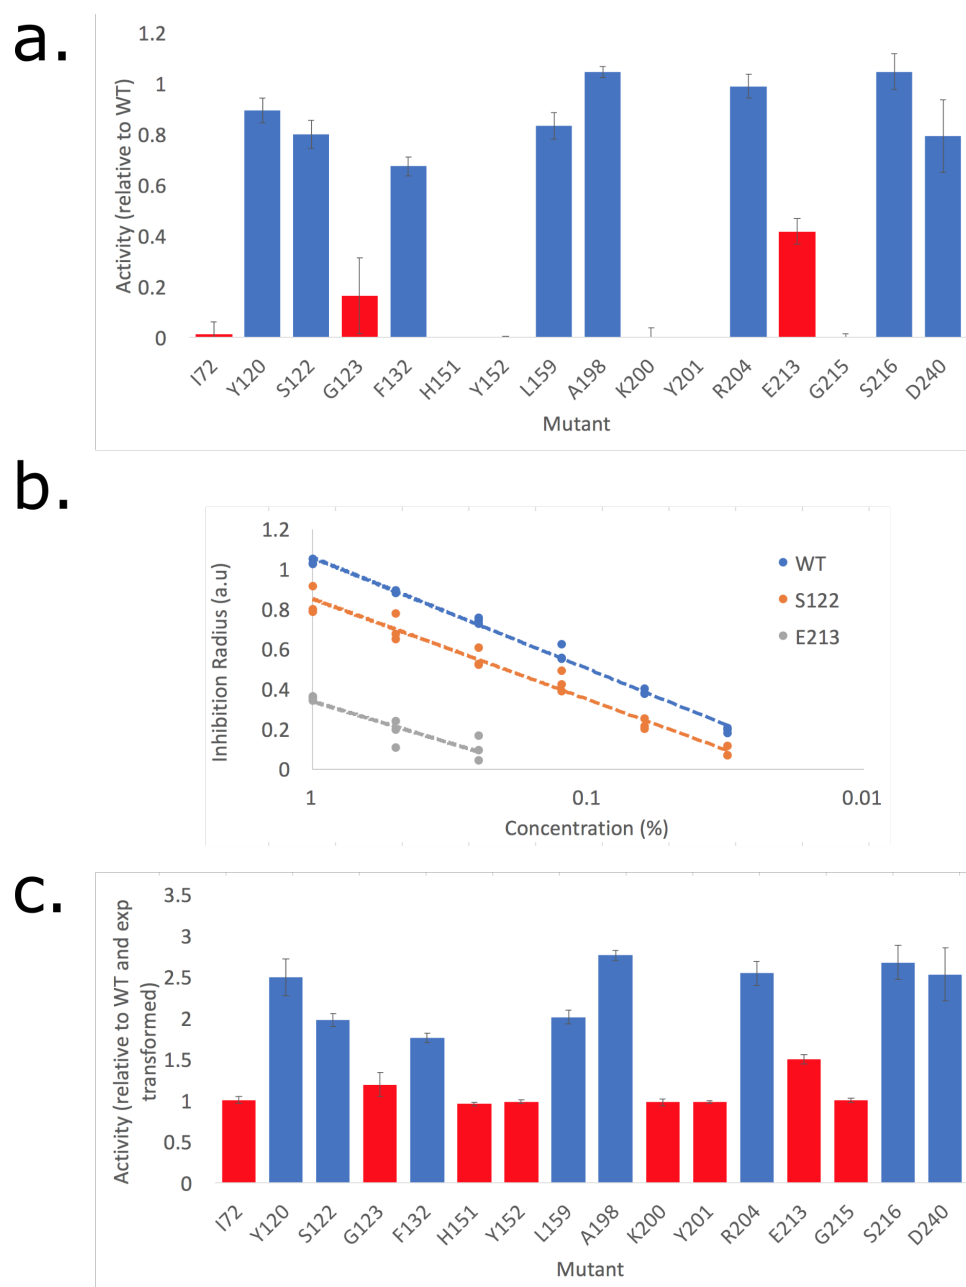 a.
Activity (relative to WT)
1.2
1
0.8
0.6
0.4
0.2
0
I72 Y120 S122 G123 F132 H151 Y152 L159 A198 K200 Y201 R204 E213 G215 S216 D240
Mutant
b.
Inhibition Radius (a.u)
1.2
1
0.8
0.6
0.4
0.2
0
WT
S122
E213
1 0.1 0.01
Concentration (%)
c.
Activity (relative to WT and exp
transformed)
3.5
3
2.5
2
1.5
1
0.5
0
I72 Y120 S122 G123 F132 H151 Y152 L159 A198 K200 Y201 R204 E213 G215 S216 D240
Mutant